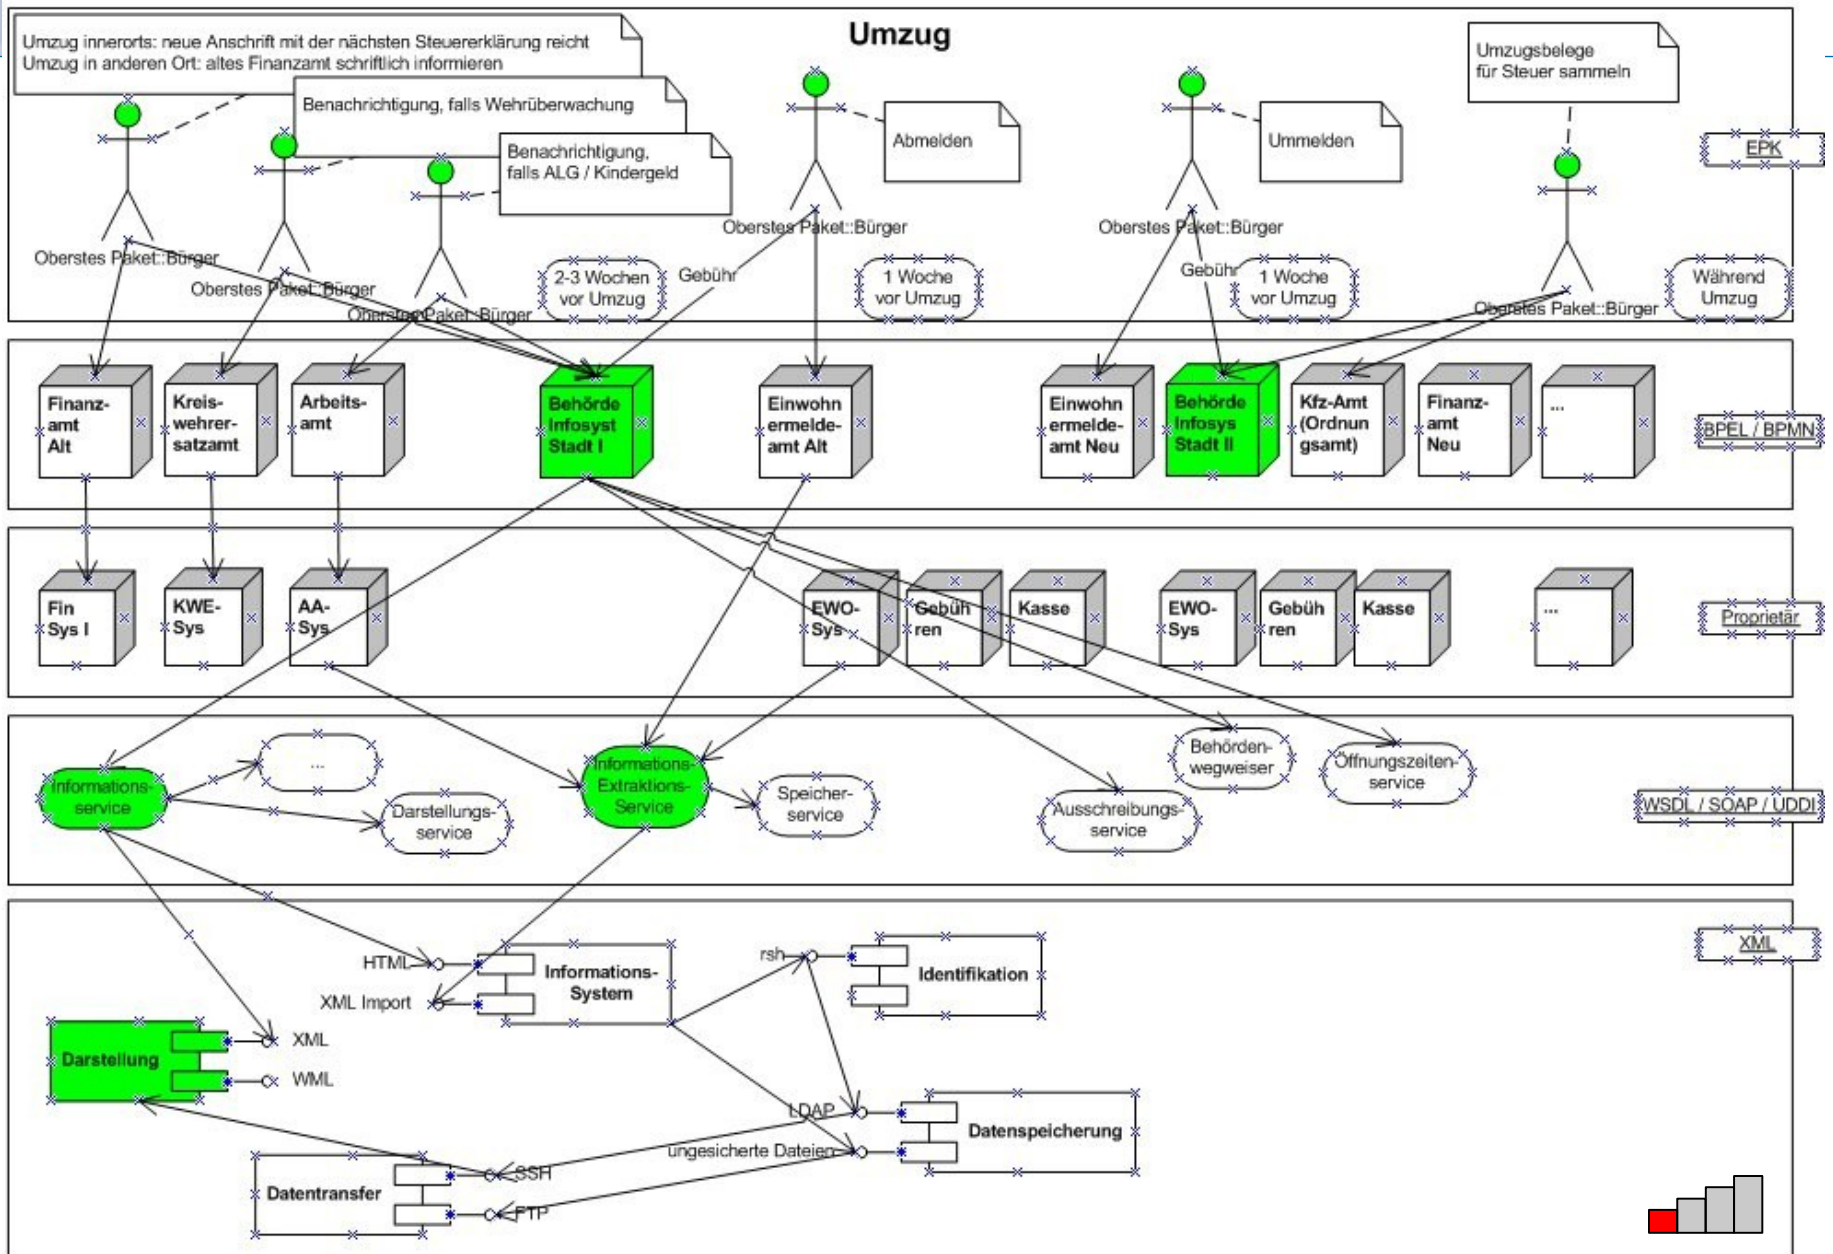 Umzug
Umzug innerorts: neue Anschrift mit der nächsten Steuererklärung reicht
Umzug in anderen Ort: altes Finanzamt schriftlich informieren
Benachrichtigung, falls Wehrüberwachung
Benachrichtigung,
falls ALG / Kindergeld
Abmelden
Ummelden
Umzugsbelege
für Steuer sammeln
EPK
Oberstes Paket::Bürger
Oberstes Paket::Bürger
Oberstes Paket::Bürger
Oberstes Paket::Bürger
Oberstes Paket::Bürger
Oberstes Paket::Bürger
2-3 Wochen
vor Umzug
Gebühr
1 Woche
vor Umzug
Gebühr
1 Woche
vor Umzug
Während
Umzug
Finanz-
amt
Alt
Kreis-
wehrer-
satzamt
Arbeits-
amt
Behörde
Infosyst
Stadt I
Einwohn
ermelde-
amt Alt
Einwohn
ermelde-
amt Neu
Behörde
Infosys
Stadt II
Kfz-Amt
(Ordnun
gsamt)
Finanz-
amt
Neu
...
BPEL / BPMN
Fin
Sys I
KWE-
Sys
AA-
Sys
EWO-
Sys
Gebüh
ren
Kasse
EWO-
Sys
Gebüh
ren
Kasse
...
Proprietär
Informations-
service
...
Darstellungs-
service
Informations-
Extraktions-
Service
Speicher-
service
Ausschreibungs-
service
Behörden-
wegweiser
Öffnungszeiten-
service
WSDL / SOAP / UDDI
HTML
XML Import
Informations-
System
rsh
Identifikation
XML
Darstellung
XML
WML
LDAP
ungesicherte Dateien
Datenspeicherung
Datentransfer
SSH
FTP